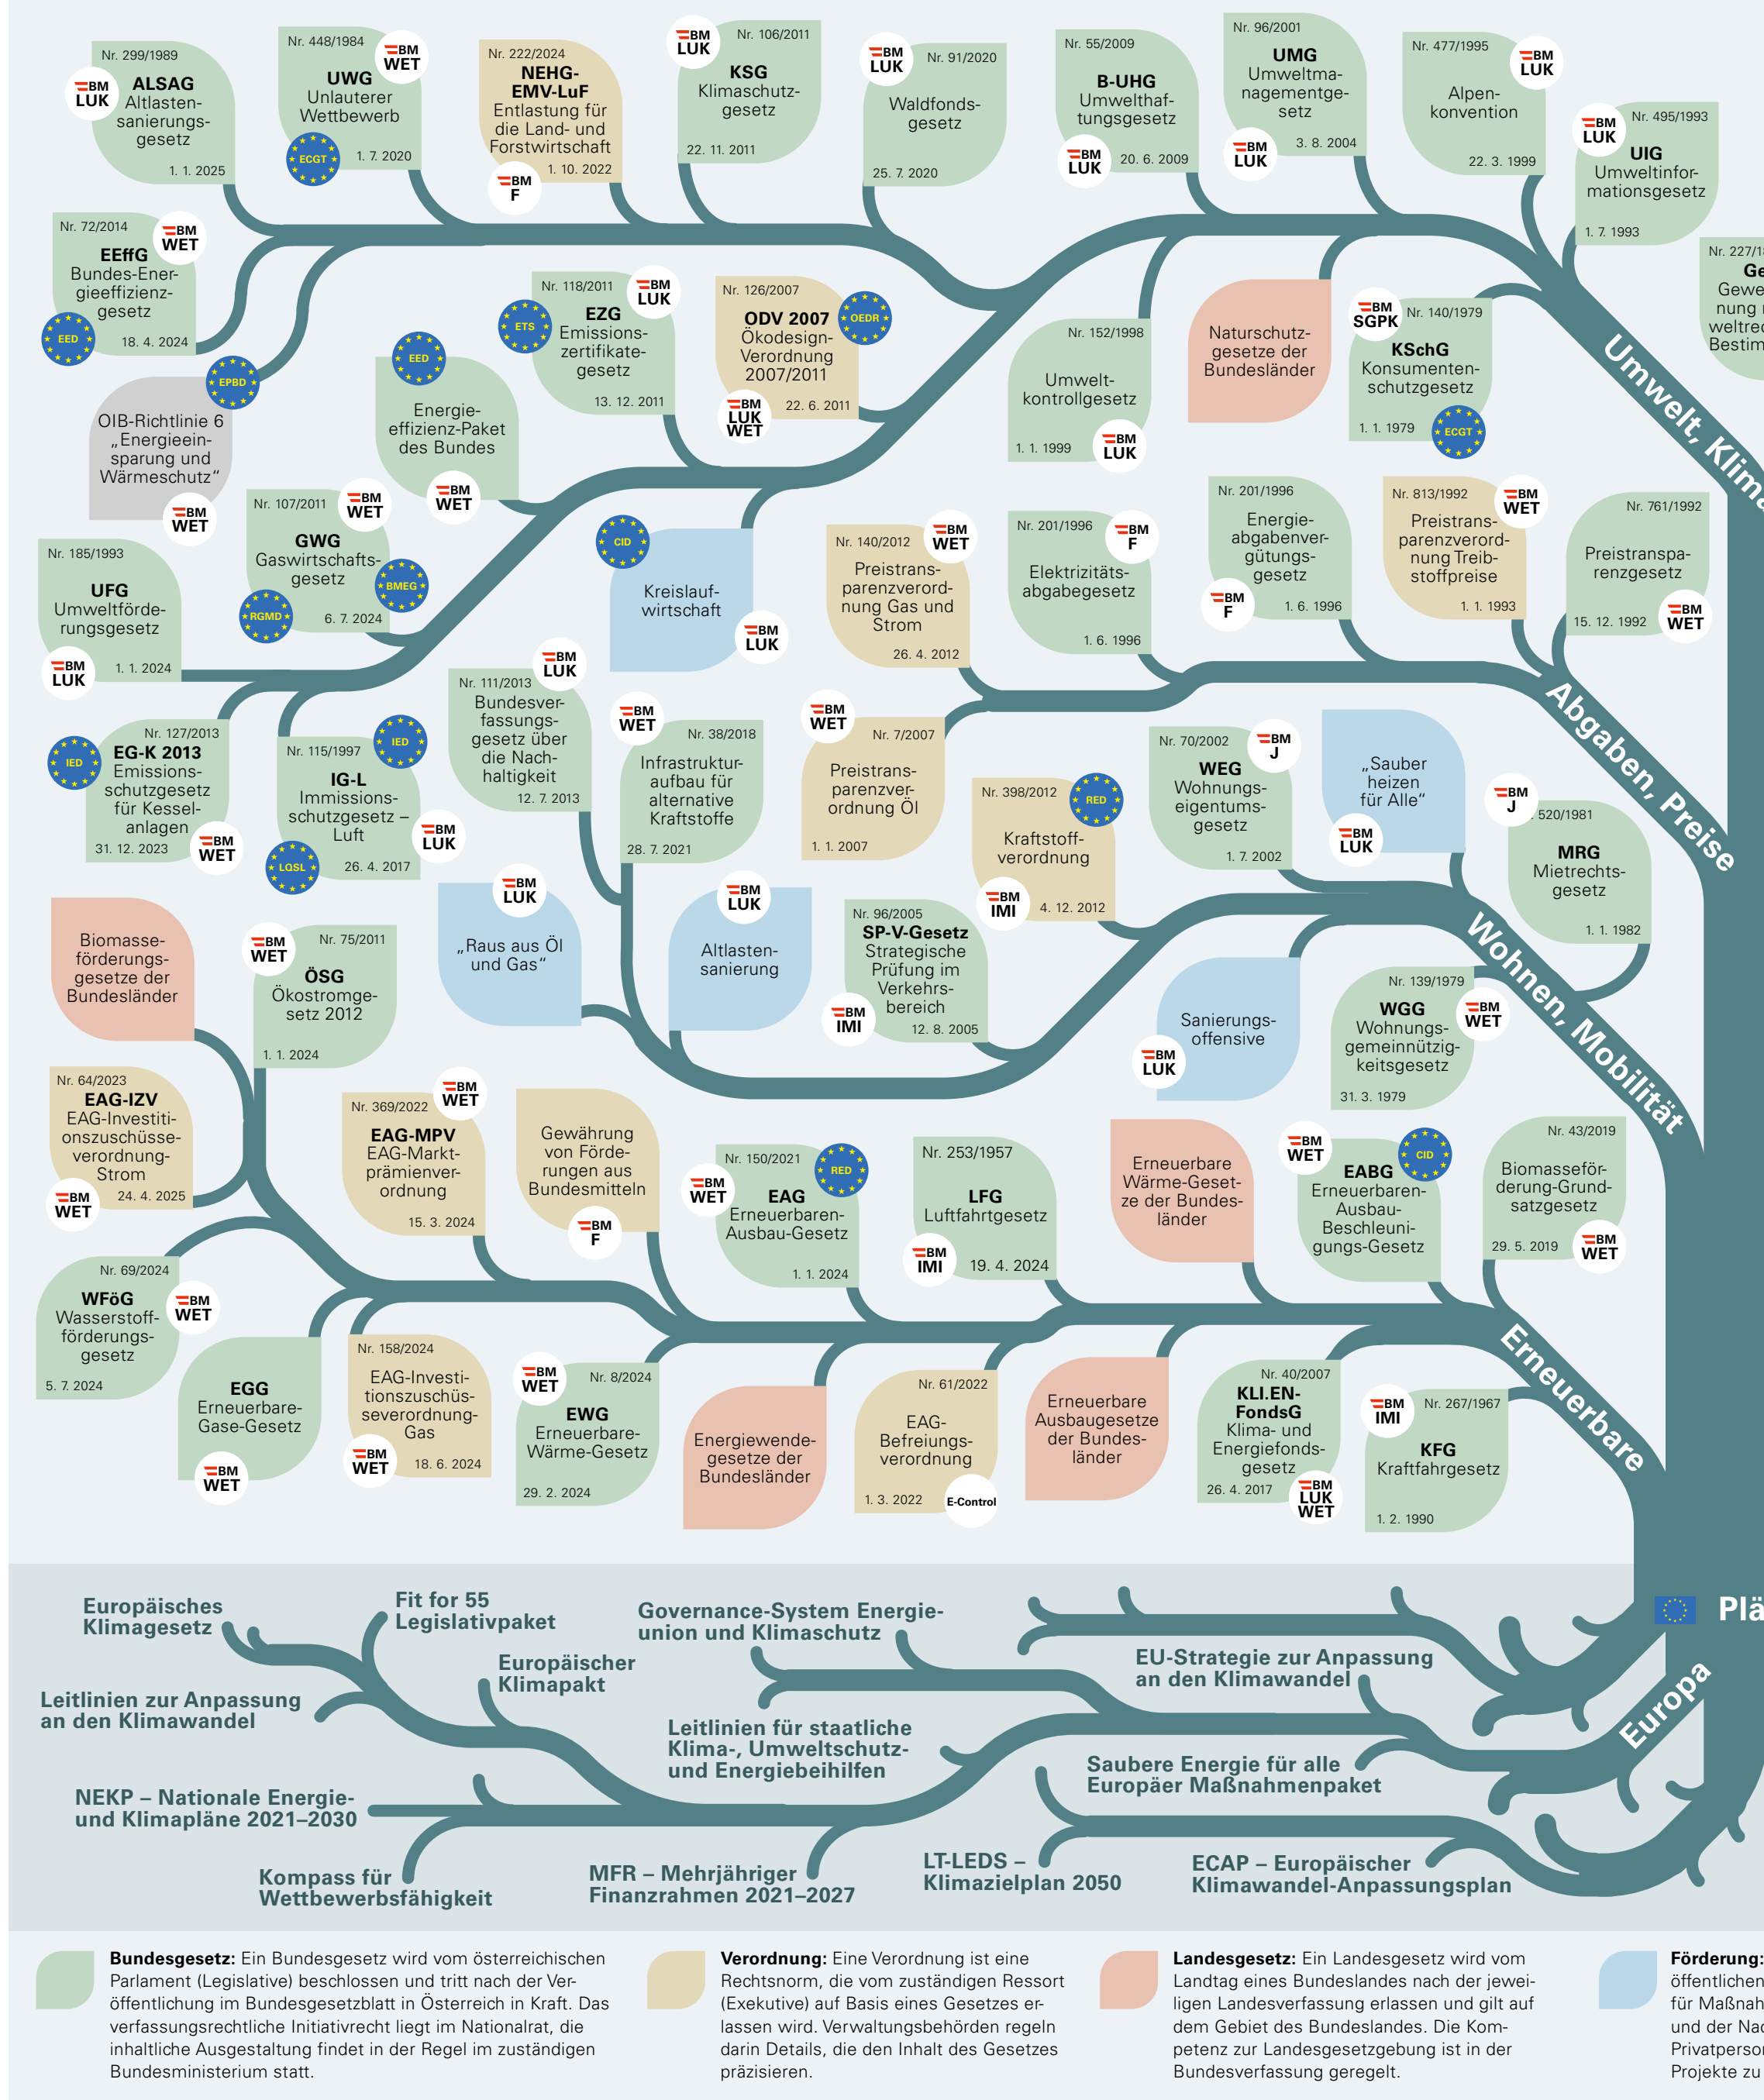 Nr. 299/1989
BM
LUK
ALSAG
Altlasten-
sanierungs-
gesetz
1. 1. 2025
Nr. 448/1984
BM
WET
UWG
Unlauterer
Wettbewerb
ECGT
1. 7. 2020
Nr. 222/2024
NEHG-
EMV-LuF
Entlastung für
die Land- und
Forstwirtschaft
1. 10. 2022
BM
F
BM
LUK
Nr. 106/2011
KSG
Klimaschutz-
gesetz
22. 11. 2011
BM
LUK
Nr. 91/2020
Waldfonds-
gesetz
25. 7. 2020
Nr. 55/2009
B-UHG
Umwelthaf-
tungsgesetz
BM
LUK
20. 6. 2009
Nr. 96/2001
UMG
Umweltma-
nagementge-
setz
BM
LUK
3. 8. 2004
Nr. 477/1995
BM
LUK
Alpen-
konvention
22. 3. 1999
BM
LUK
Nr. 495/1993
UIG
Umweltinfor-
mationsgesetz
1. 7. 1993
Nr. 72/2014
BM
WET
EEffG
Bundes-Ener-
gieeffizienz-
gesetz
EED
18. 4. 2024
EPBD
OIB-Richtlinie 6
„Energieein-
sparung und
Wärmeschutz“
BM
WET
EED
Energie-
effizienz-Paket
des Bundes
BM
WET
Nr. 118/2011
BM
LUK
ETS
EZG
Emissions-
zertifikate-
gesetz
13. 12. 2011
Nr. 126/2007
OEDR
ODV 2007
Ökodesign-
Verordnung
2007/2011
BM
LUK
WET
22. 6. 2011
Nr. 152/1998
Umwelt-
kontrollgesetz
1. 1. 1999
BM
LUK
Naturschutz-
gesetze der
Bundesländer
BM
SGPK
Nr. 140/1979
KSchG
Konsumenten-
schutzgesetz
1. 1. 1979
ECGT
Umwelt, Klima
Nr. 107/2011
BM
WET
GWG
Gaswirtschafts-
gesetz
BMEG
RGMD
6. 7. 2024
Nr. 185/1993
UFG
Umweltförde-
rungsgesetz
BM
LUK
1. 1. 2024
CID
Kreislauf-
wirtschaft
BM
LUK
Nr. 140/2012
BM
WET
Preistrans-
parenzverord-
nung Gas und
Strom
26. 4. 2012
Nr. 201/1996
BM
F
Elektrizitäts-
abgabegesetz
1. 6. 1996
Nr. 201/1996
Energie-
abgabenver-
gütungs-
gesetz
BM
F
1. 6. 1996
Nr. 813/1992
BM
WET
Preistrans-
parenzverord-
nung Treib-
stoffpreise
1. 1. 1993
Nr. 761/1992
Preistranspa-
renzgesetz
15. 12. 1992
BM
WET
Abgaben, Preise
Nr. 127/2013
IED
EG-K 2013
Emissions-
schutzgesetz
für Kessel-
anlagen
31. 12. 2023
BM
WET
Nr. 115/1997
IED
IG-L
Immissions-
schutzgesetz –
Luft
BM
LUK
LQSL
26. 4. 2017
BM
LUK
Nr. 111/2013
Bundesver-
fassungs-
gesetz über
die Nach-
haltigkeit
12. 7. 2013
BM
WET
Nr. 38/2018
Infrastruktur-
aufbau für
alternative
Kraftstoffe
28. 7. 2021
BM
WET
Nr. 7/2007
Preistrans-
parenzver-
ordnung Öl
1. 1. 2007
Nr. 398/2012
RED
Kraftstoff-
verordnung
BM
IMI
4. 12. 2012
Nr. 70/2002
BM
J
WEG
Wohnungs-
eigentums-
gesetz
1. 7. 2002
„Sauber
heizen
für Alle“
BM
LUK
BM
J
520/1981
MRG
Mietrechts-
gesetz
1. 1. 1982
Wohnen, Mobilität
Biomasse-
förderungs-
gesetze der
Bundesländer
BM
WET
Nr. 75/2011
ÖSG
Ökostromge-
setz 2012
1. 1. 2024
BM
LUK
„Raus aus Öl
und Gas“
BM
LUK
Altlasten-
sanierung
Nr. 96/2005
SP-V-Gesetz
Strategische
Prüfung im
Verkehrs-
bereich
BM
IMI
12. 8. 2005
Sanierungs-
offensive
BM
LUK
Nr. 139/1979
WGG
BM
WET
Wohnungs-
gemeinnützig-
keitsgesetz
31. 3. 1979
Nr. 64/2023
EAG-IZV
EAG-Investiti-
onszuschüsse-
verordnung-
Strom
BM
WET
24. 4. 2025
BM
WET
Nr. 369/2022
EAG-MPV
EAG-Markt-
prämienver-
ordnung
15. 3. 2024
Gewährung
von Förde-
rungen aus
Bundesmitteln
BM
F
Nr. 150/2021
RED
BM
WET
EAG
Erneuerbaren-
Ausbau-Gesetz
1. 1. 2024
Nr. 253/1957
LFG
Luftfahrtgesetz
BM
IMI
19. 4. 2024
Erneuerbare
Wärme-Geset-
ze der Bundes-
länder
BM
WET
CID
EABG
Erneuerbaren-
Ausbau-
Beschleuni-
gungs-Gesetz
Nr. 43/2019
Biomasseför-
derung-Grund-
satzgesetz
29. 5. 2019
BM
WET
Erneuerbare
Nr. 69/2024
WFöG
BM
WET
Wasserstoff-
förderungs-
gesetz
5. 7. 2024
EGG
Erneuerbare-
Gase-Gesetz
BM
WET
Nr. 158/2024
EAG-Investi-
tionszuschüs-
severordnung-
Gas
BM
WET
18. 6. 2024
BM
WET
Nr. 8/2024
EWG
Erneuerbare-
Wärme-Gesetz
29. 2. 2024
Energiewende-
gesetze der
Bundesländer
Nr. 61/2022
EAG-
Befreiungs-
verordnung
1. 3. 2022
E-Control
Erneuerbare
Ausbaugesetze
der Bundes-
länder
Nr. 40/2007
KLI.EN-
FondsG
Klima- und
Energiefonds-
gesetz
26. 4. 2017
BM
LUK
WET
BM
IMI
Nr. 267/1967
KFG
Kraftfahrgesetz
1. 2. 1990
Nr. 227/18
Ge
Gewe
nung
weltrec
Bestim
Europäisches
Klimagesetz
Fit for 55
Legislativpaket
Governance-System Energie-
union und Klimaschutz
Europäischer
Klimapakt
EU-Strategie zur Anpassung
an den Klimawandel
Leitlinien zur Anpassung
an den Klimawandel
Leitlinien für staatliche
Klima-, Umweltschutz-
und Energiebeihilfen
Saubere Energie für alle
Europäer Maßnahmenpaket
NEKP – Nationale Energie-
und Klimapläne 2021–2030
Kompass für
Wettbewerbsfähigkeit
MFR – Mehrjähriger
Finanzrahmen 2021–2027
LT-LEDS –
Klimazielplan 2050
ECAP – Europäischer
Klimawandel-Anpassungsplan
Europa
Plä
Bundesgesetz: Ein Bundesgesetz wird vom österreichischen
Parlament (Legislative) beschlossen und tritt nach der Ver-
öffentlichung im Bundesgesetzblatt in Österreich in Kraft. Das
verfassungsrechtliche Initiativrecht liegt im Nationalrat, die
inhaltliche Ausgestaltung findet in der Regel im zuständigen
Bundesministerium statt.
Verordnung: Eine Verordnung ist eine
Rechtsnorm, die vom zuständigen Ressort
(Exekutive) auf Basis eines Gesetzes er-
lassen wird. Verwaltungsbehörden regeln
darin Details, die den Inhalt des Gesetzes
präzisieren.
Landesgesetz: Ein Landesgesetz wird vom
Landtag eines Bundeslandes nach der jewei-
ligen Landesverfassung erlassen und gilt auf
dem Gebiet des Bundeslandes. Die Kom-
petenz zur Landesgesetzgebung ist in der
Bundesverfassung geregelt.
Förderung:
öffentlichen
für Maßnah
und der Nac
Privatperson
Projekte zu